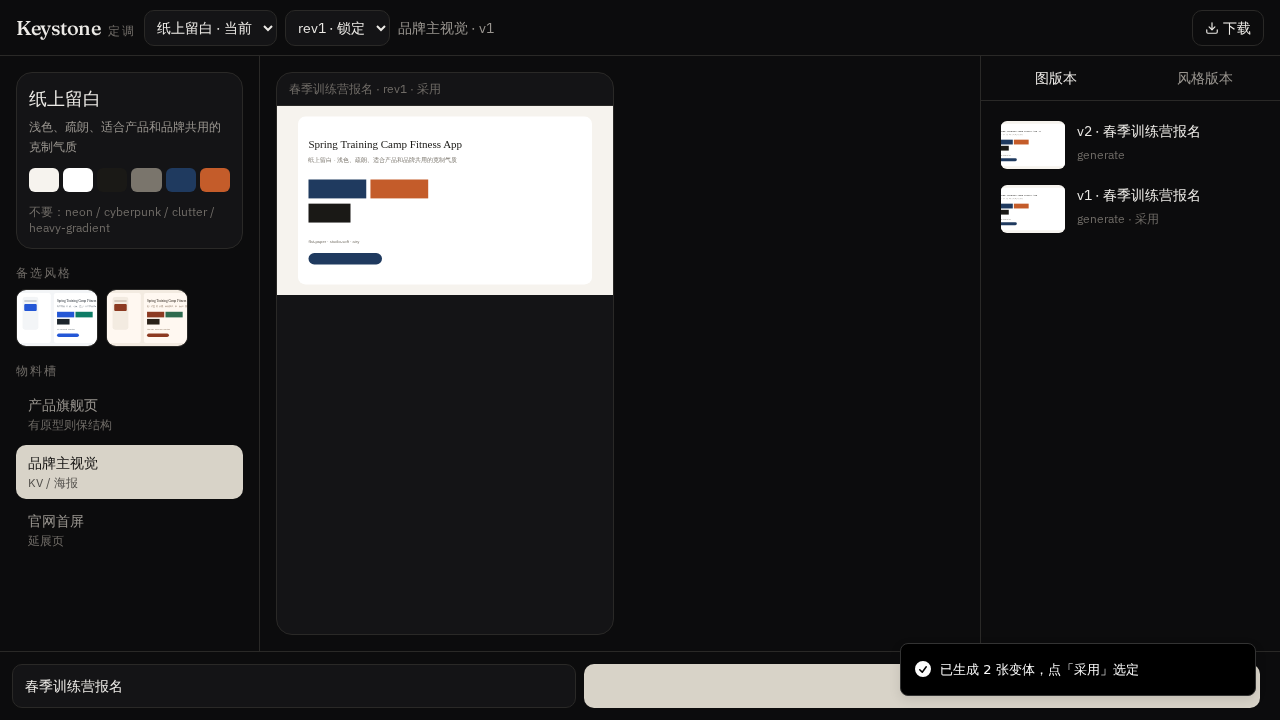 Keystone 定调
纸上留白 · 当前
rev1 · 锁定
品牌主视觉 · v1
下载
纸上留白
浅色、疏朗、适合产品和品牌共用的
克制气质
不要：neon / cyberpunk / clutter /
heavy-gradient
备选风格
物料槽
产品旗舰页
有原型则保结构
品牌主视觉
KV / 海报
官网首屏
延展页
春季训练营报名 · rev1 · 采用
Spring Training Camp Fitness App
纸上留白 · 浅色、疏朗、适合产品和品牌共用的克制气质
图版本
风格版本
v2 · 春季训练营报名
generate
v1 · 春季训练营报名
generate · 采用
春季训练营报名
已生成 2 张变体，点「采用」选定